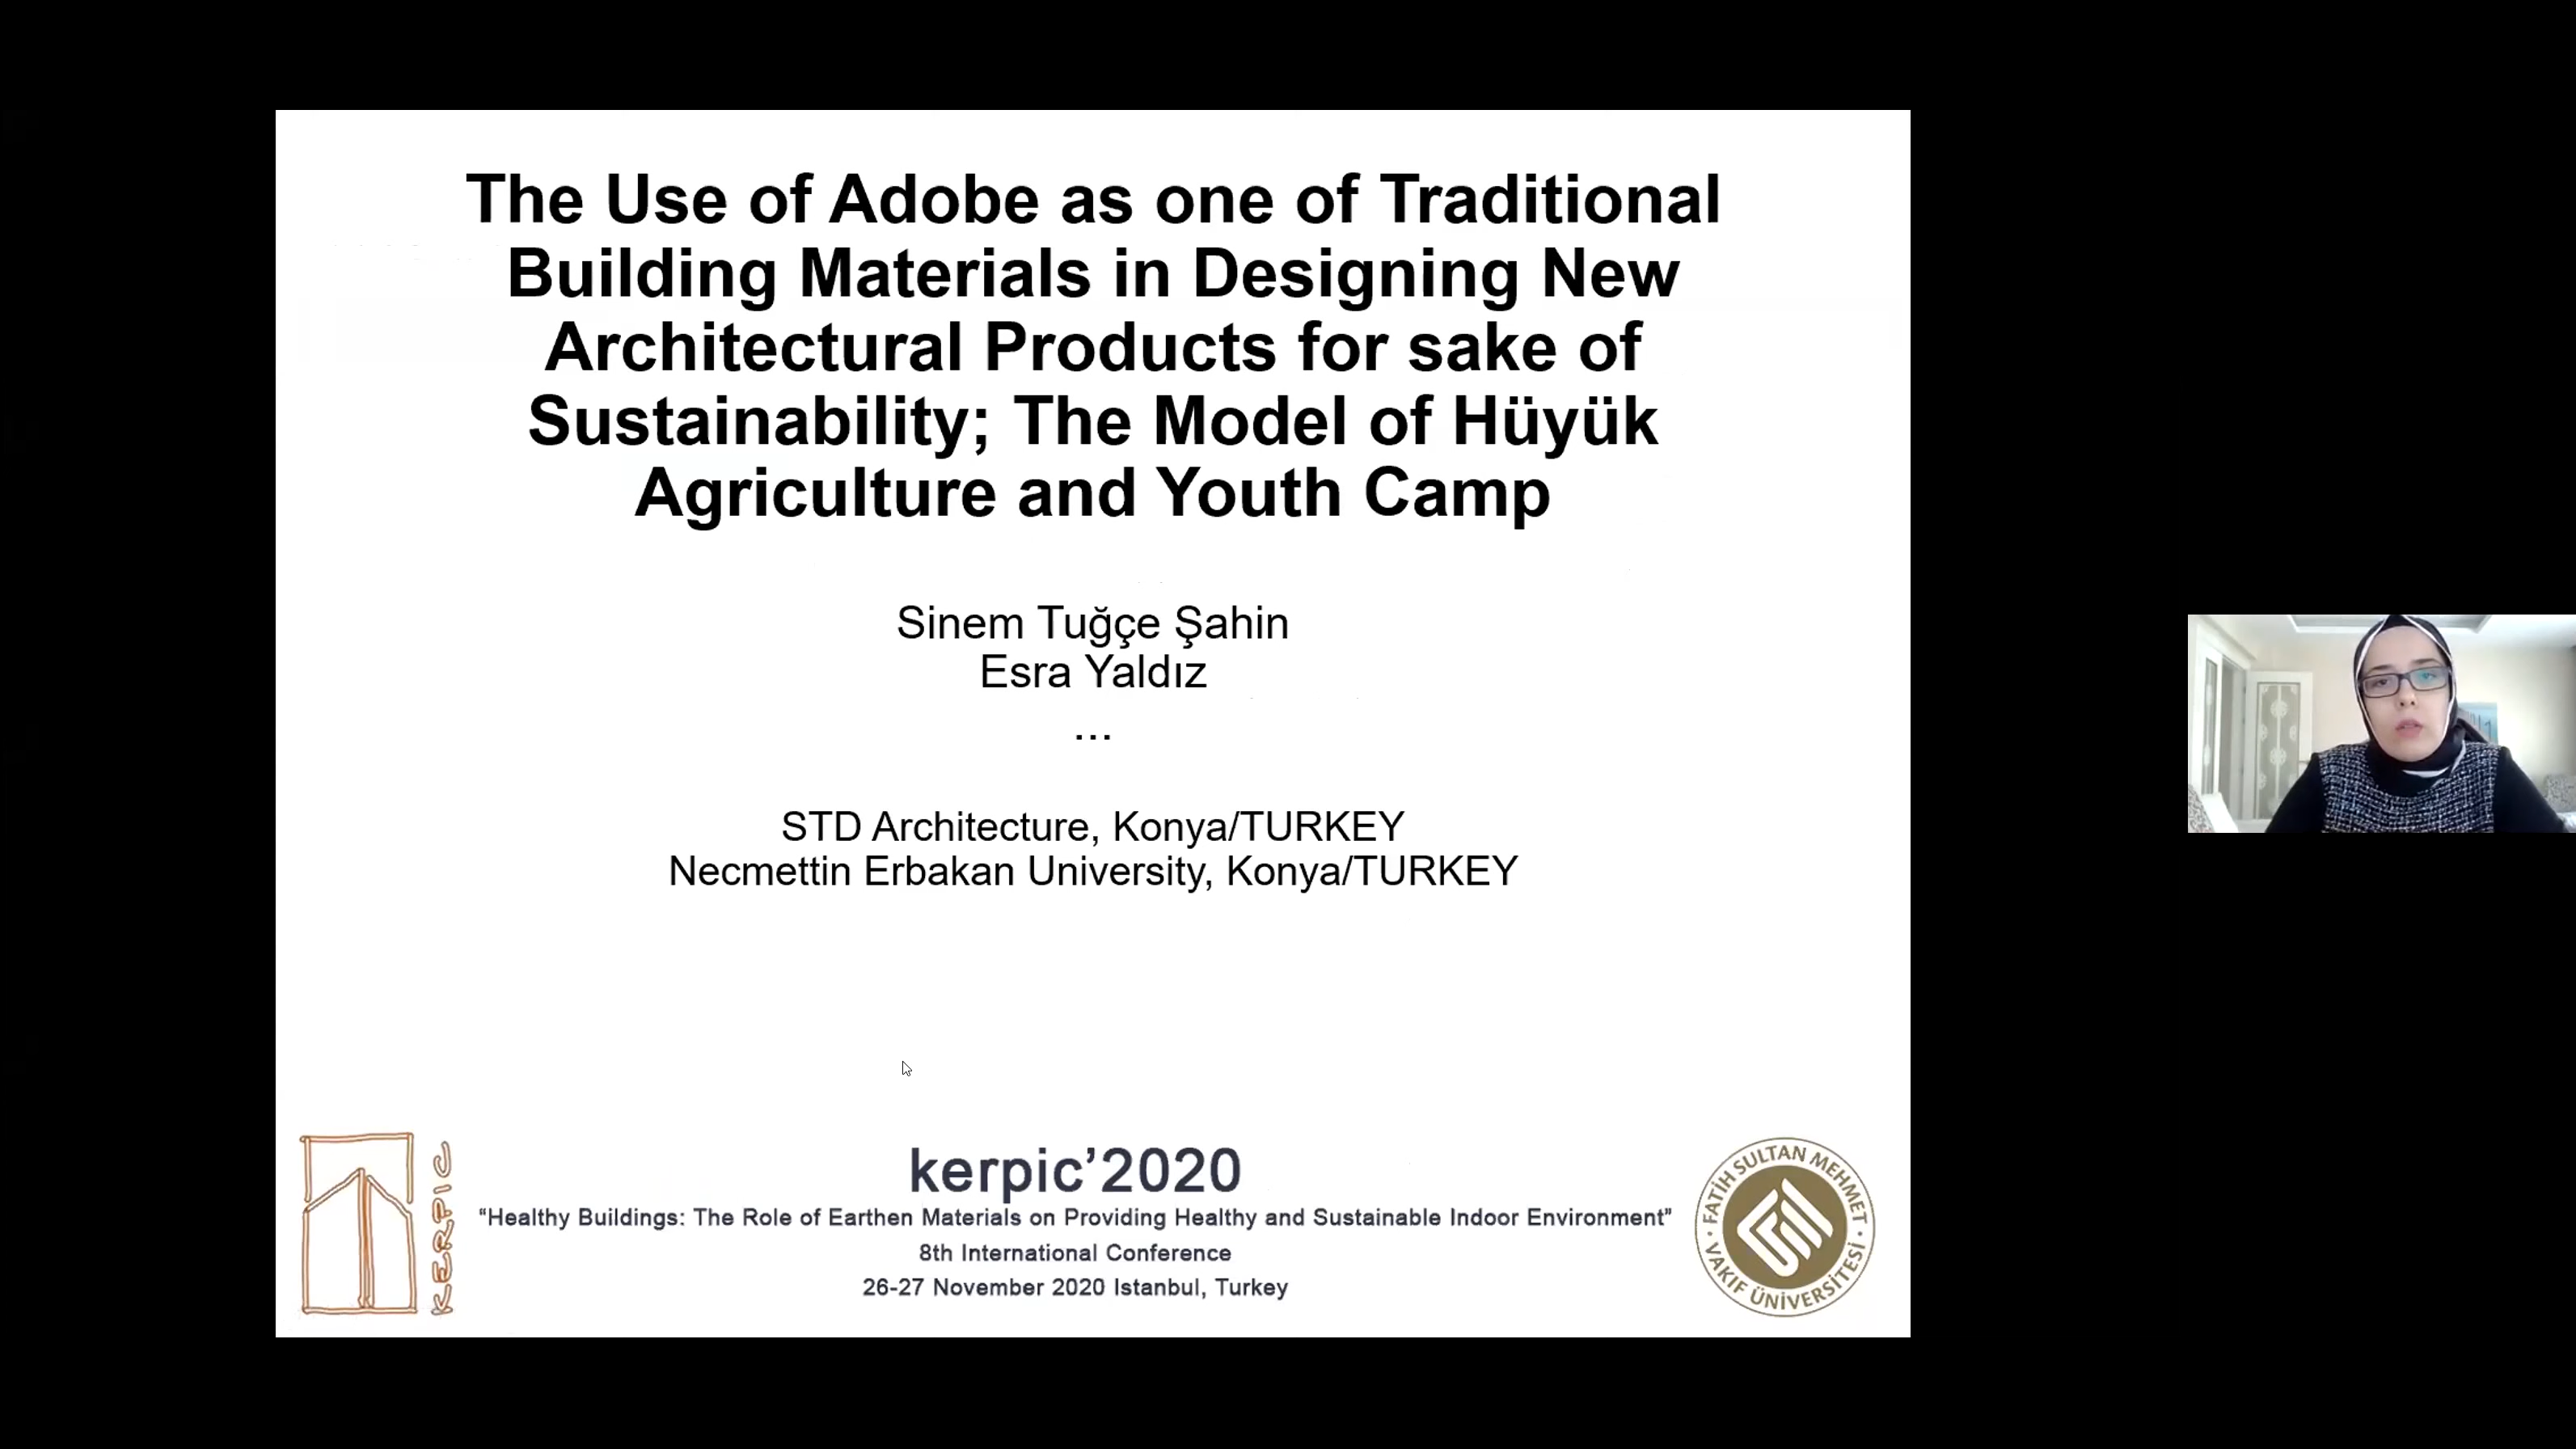 The Use of Adobe as one of Traditional
Building Materials in Designing New
Architectural Products for sake of
Sustainability; The Model of Hüyük
Agriculture and Youth Camp
Sinem Tuğçe Şahin
Esra Yaldız
...
STD Architecture, Konya/TURKEY
Necmettin Erbakan University, Konya/TURKEY
KERPIC
kerpic’2020
“Healthy Buildings: The Role of Earthen Materials on Providing Healthy and Sustainable Indoor Environment”
8th International Conference
26-27 November 2020 Istanbul, Turkey
FATİH SULTAN MEHMET
VAKIF ÜNİVERSİTESİ